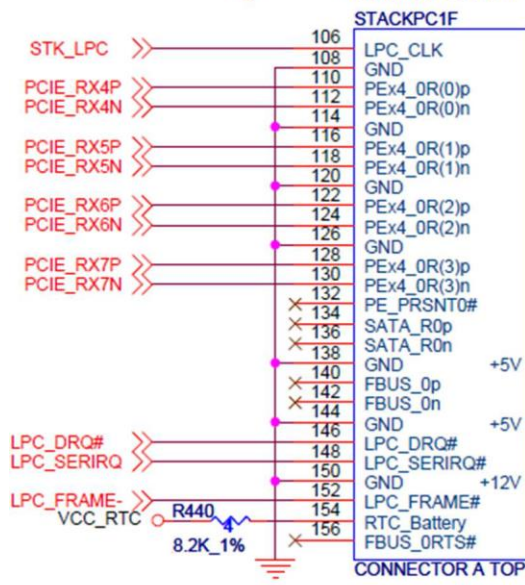 STACKPC1F
STK_LPC 106 LPC_CLK
108 GND
PCIE_RX4P 110 PEx4_0R(0)p
PCIE_RX4N 112 PEx4_0R(0)n
114 GND
PCIE_RX5P 116 PEx4_0R(1)p
PCIE_RX5N 118 PEx4_0R(1)n
120 GND
PCIE_RX6P 122 PEx4_0R(2)p
PCIE_RX6N 124 PEx4_0R(2)n
126 GND
PCIE_RX7P 128 PEx4_0R(3)p
PCIE_RX7N 130 PEx4_0R(3)n
132 PE_PRSNT0#
134 SATA_R0p
136 SATA_R0n
138 GND +5V
140 FBUS_0p
142 FBUS_0n
144 GND +5V
LPC_DRQ# 146 LPC_DRQ#
LPC_SERIRQ 148 LPC_SERIRQ#
150 GND +12V
LPC_FRAME- 152 LPC_FRAME#
VCC_RTC R440 4 154 RTC_Battery
8.2K_1% 156 FBUS_0RTS#
CONNECTOR A TOP